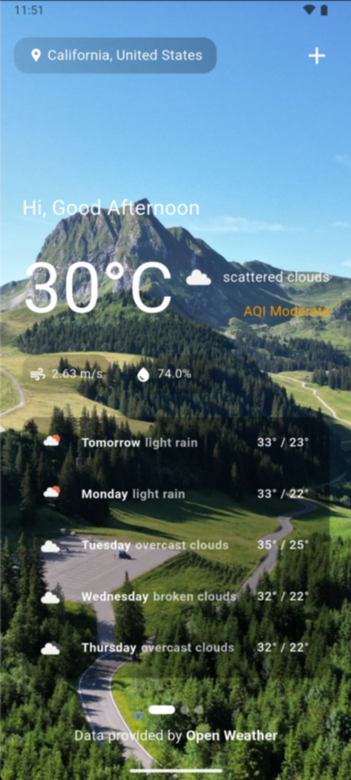 11:51
California, United States
Hi, Good Afternoon
30°C
scattered clouds
AQI Moderate
2.63 m/s 74.0%
Tomorrow light rain 33° / 23°
Monday light rain 33° / 22°
Tuesday overcast clouds 35° / 25°
Wednesday broken clouds 32° / 22°
Thursday overcast clouds 32° / 22°
Data provided by Open Weather